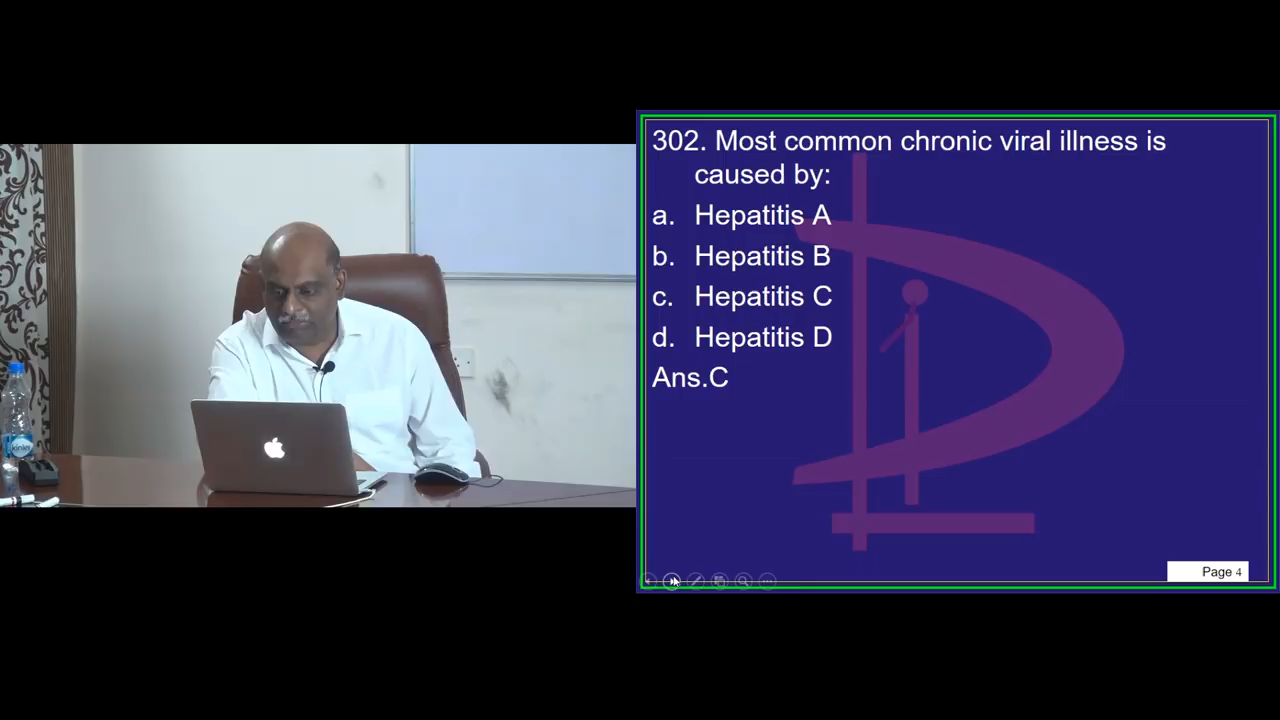 302. Most common chronic viral illness is
caused by:
a. Hepatitis A
b. Hepatitis B
c. Hepatitis C
d. Hepatitis D
Ans.C
Page 4